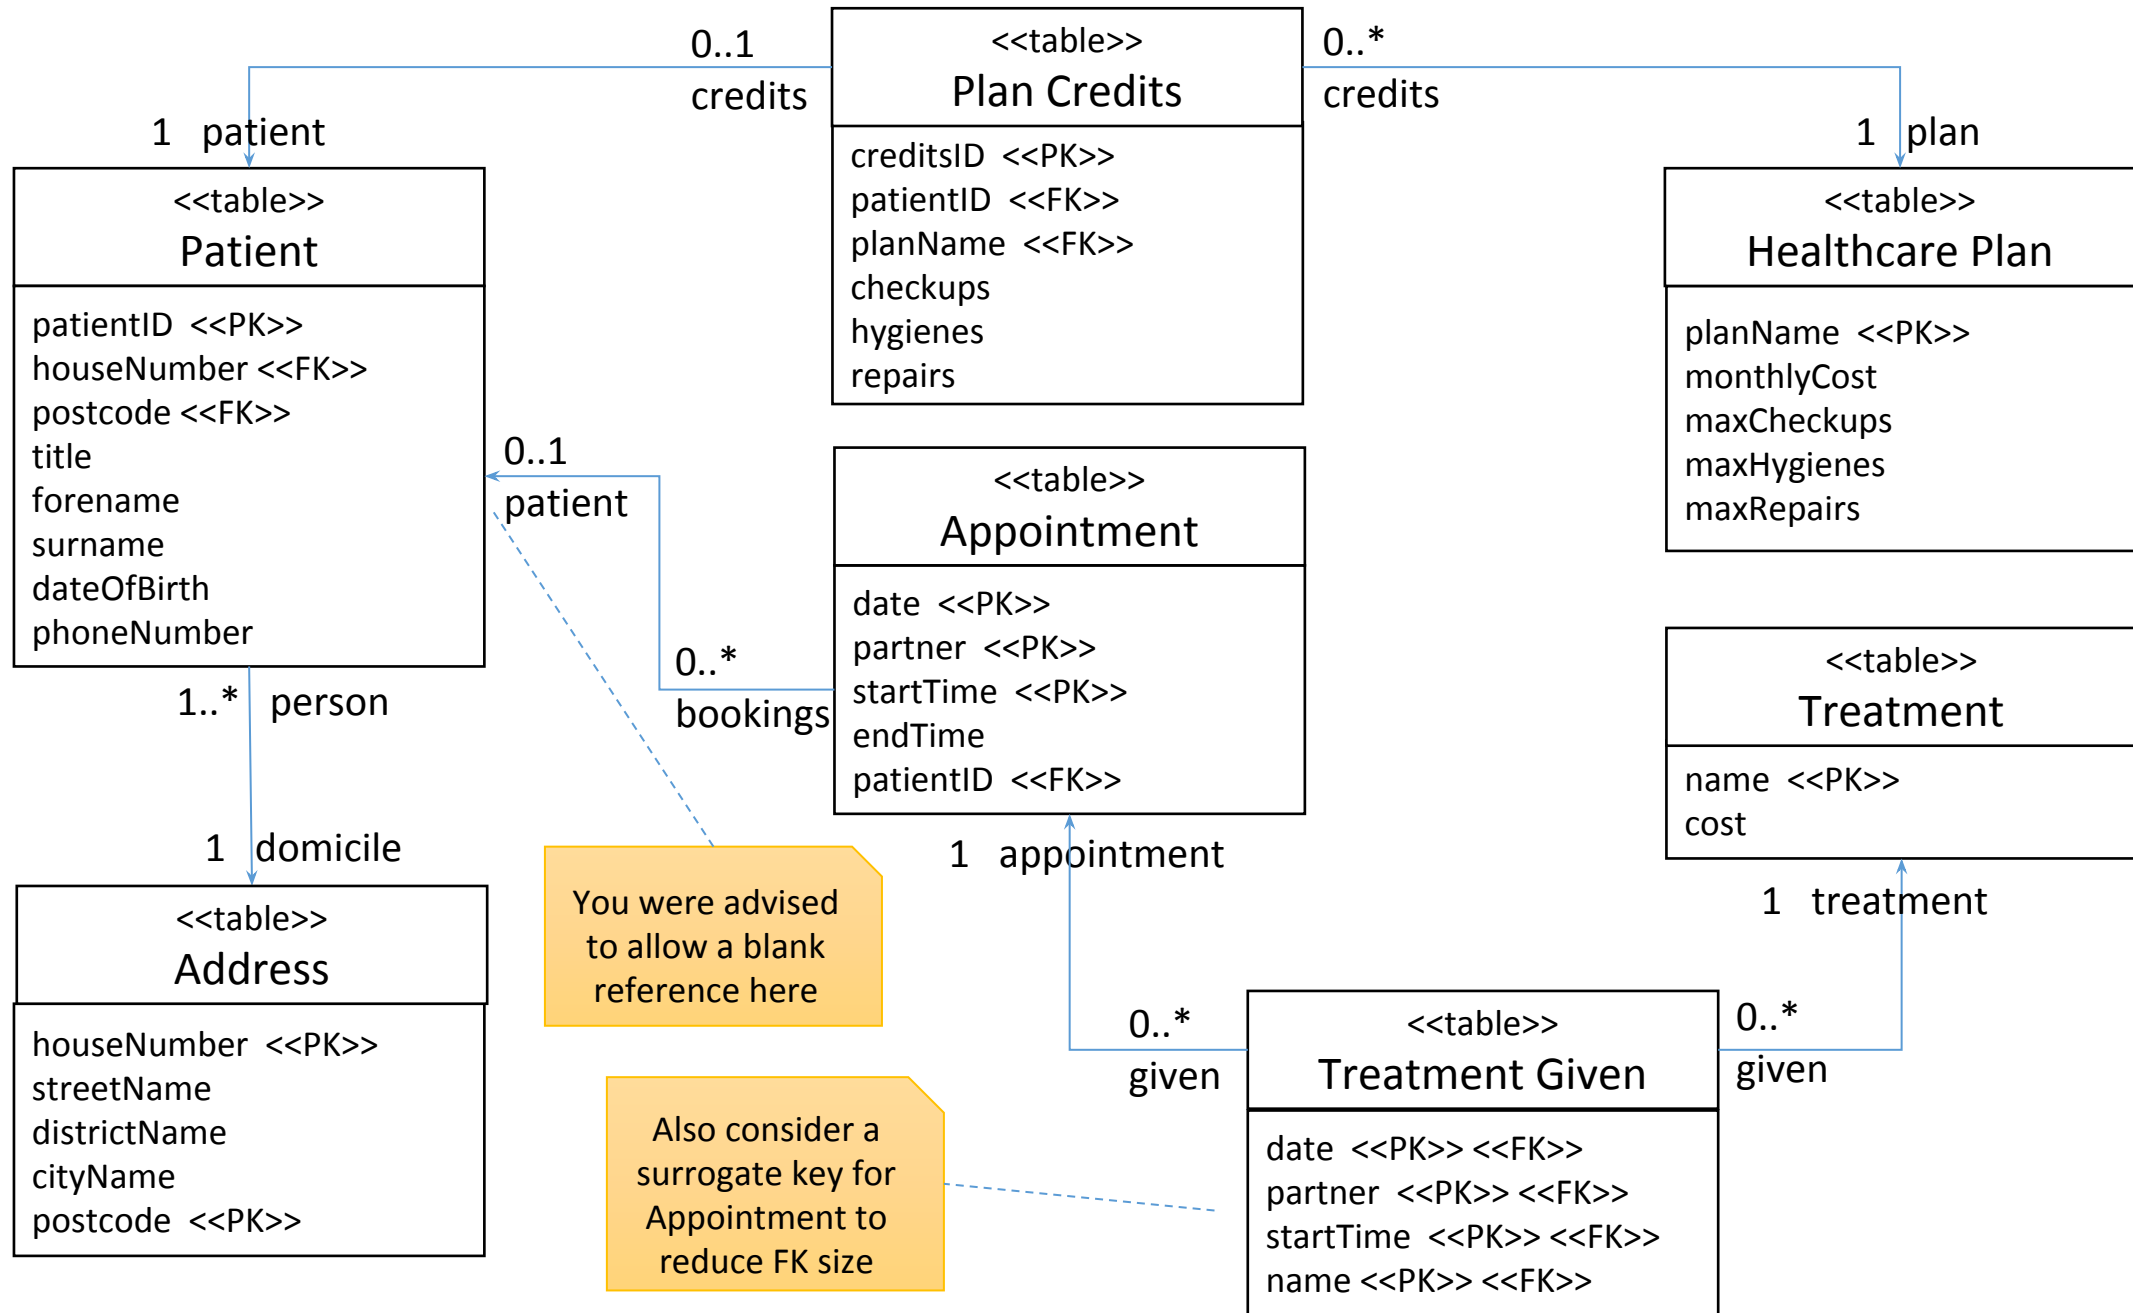 0..1
credits
<<table>>
Plan Credits
creditsID <<PK>>
patientID <<FK>>
planName <<FK>>
checkups
hygienes
repairs
0..*
credits
1 patient
1 plan
<<table>>
Patient
patientID <<PK>>
houseNumber <<FK>>
postcode <<FK>>
title
forename
surname
dateOfBirth
phoneNumber
<<table>>
Healthcare Plan
planName <<PK>>
monthlyCost
maxCheckups
maxHygienes
maxRepairs
0..1
patient
<<table>>
Appointment
date <<PK>>
partner <<PK>>
startTime <<PK>>
endTime
patientID <<FK>>
0..*
bookings
<<table>>
Treatment
name <<PK>>
cost
1..* person
1 domicile
1 appointment
1 treatment
<<table>>
Address
houseNumber <<PK>>
streetName
districtName
cityName
postcode <<PK>>
You were advised
to allow a blank
reference here
Also consider a
surrogate key for
Appointment to
reduce FK size
0..*
given
<<table>>
Treatment Given
date <<PK>> <<FK>>
partner <<PK>> <<FK>>
startTime <<PK>> <<FK>>
name <<PK>> <<FK>>
0..*
given